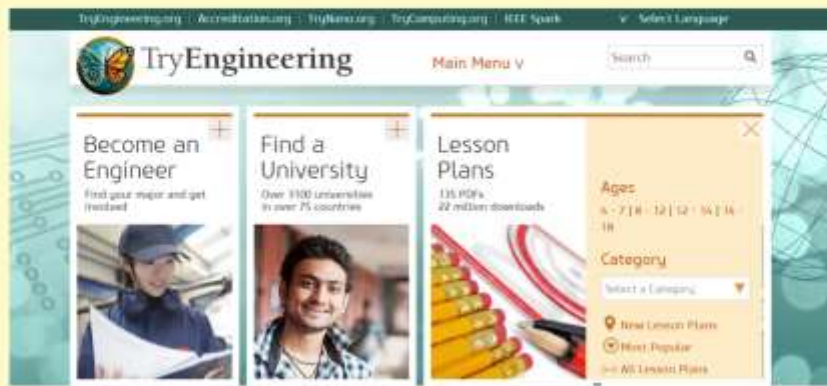 TryEngineering.org | Accreditation.org | TryNano.org | TryComputing.org | IEEE Spark
v Select Language
TryEngineering
Main Menu v
Search
Become an
Engineer
Find your major and get
involved
Find a
University
Over 3100 universities
in over 75 countries
Lesson
Plans
135 PDFs
22 million downloads
Ages
4 - 7 | 8 - 12 | 12 - 14 | 14 -
18
Category
Select a Category
New Lesson Plans
Most Popular
All Lesson Plans